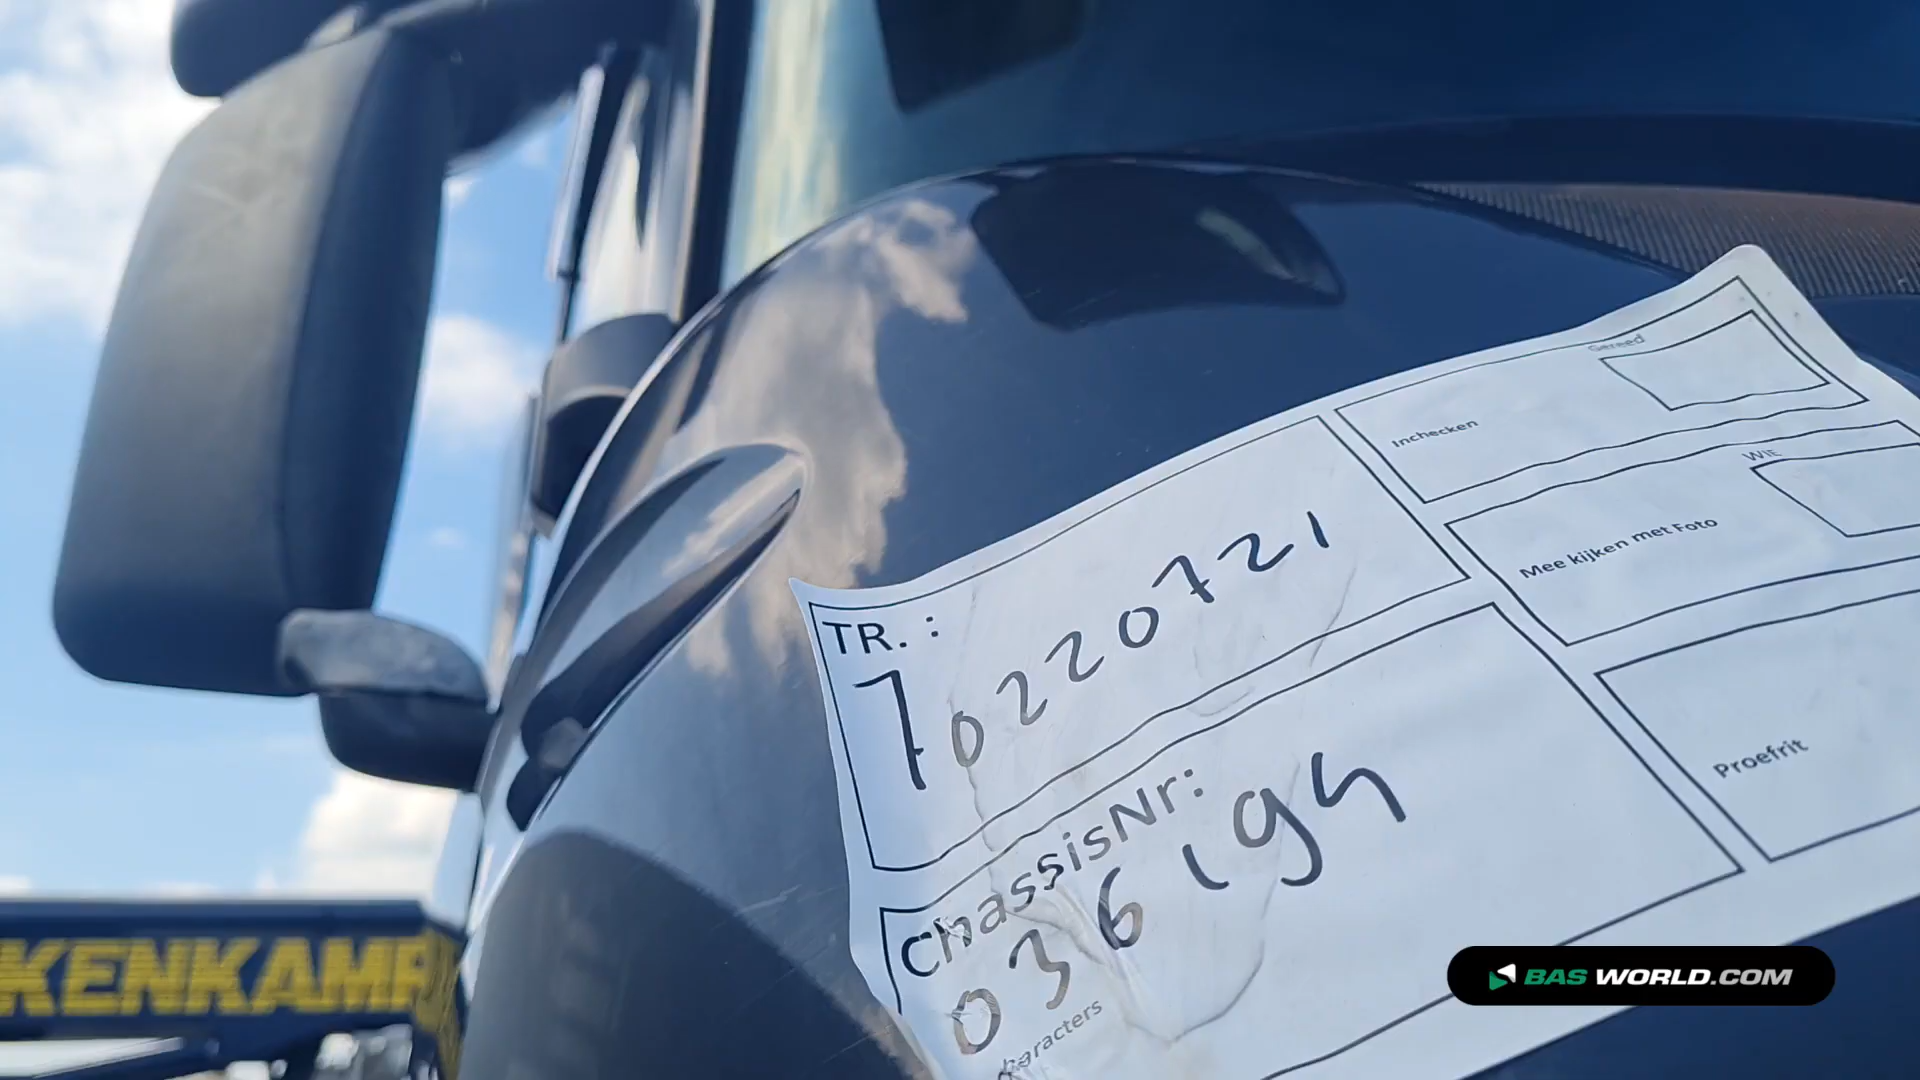 TR. :
70220721
ChassisNr:
036194
haracters
Gereed
Inchecken
WIE
Mee kijken met Foto
Proefrit
KENKAMP
BAS WORLD.COM